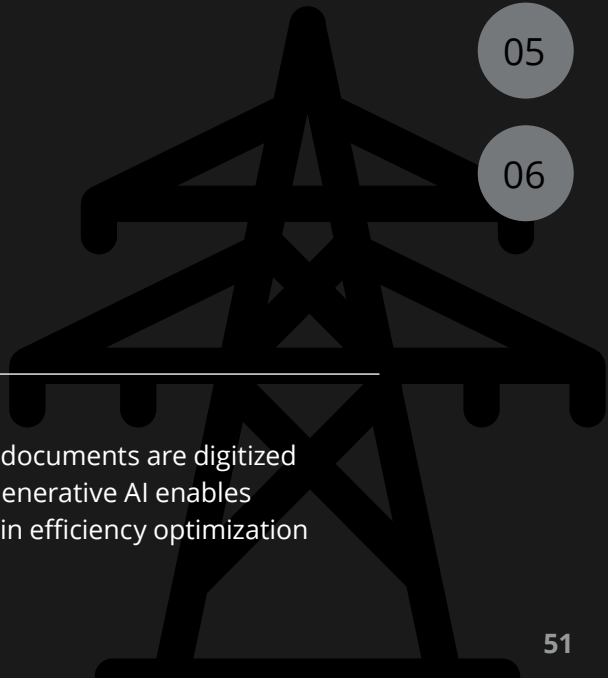 05
06
documents are digitized
enerative AI enables
in efficiency optimization
51